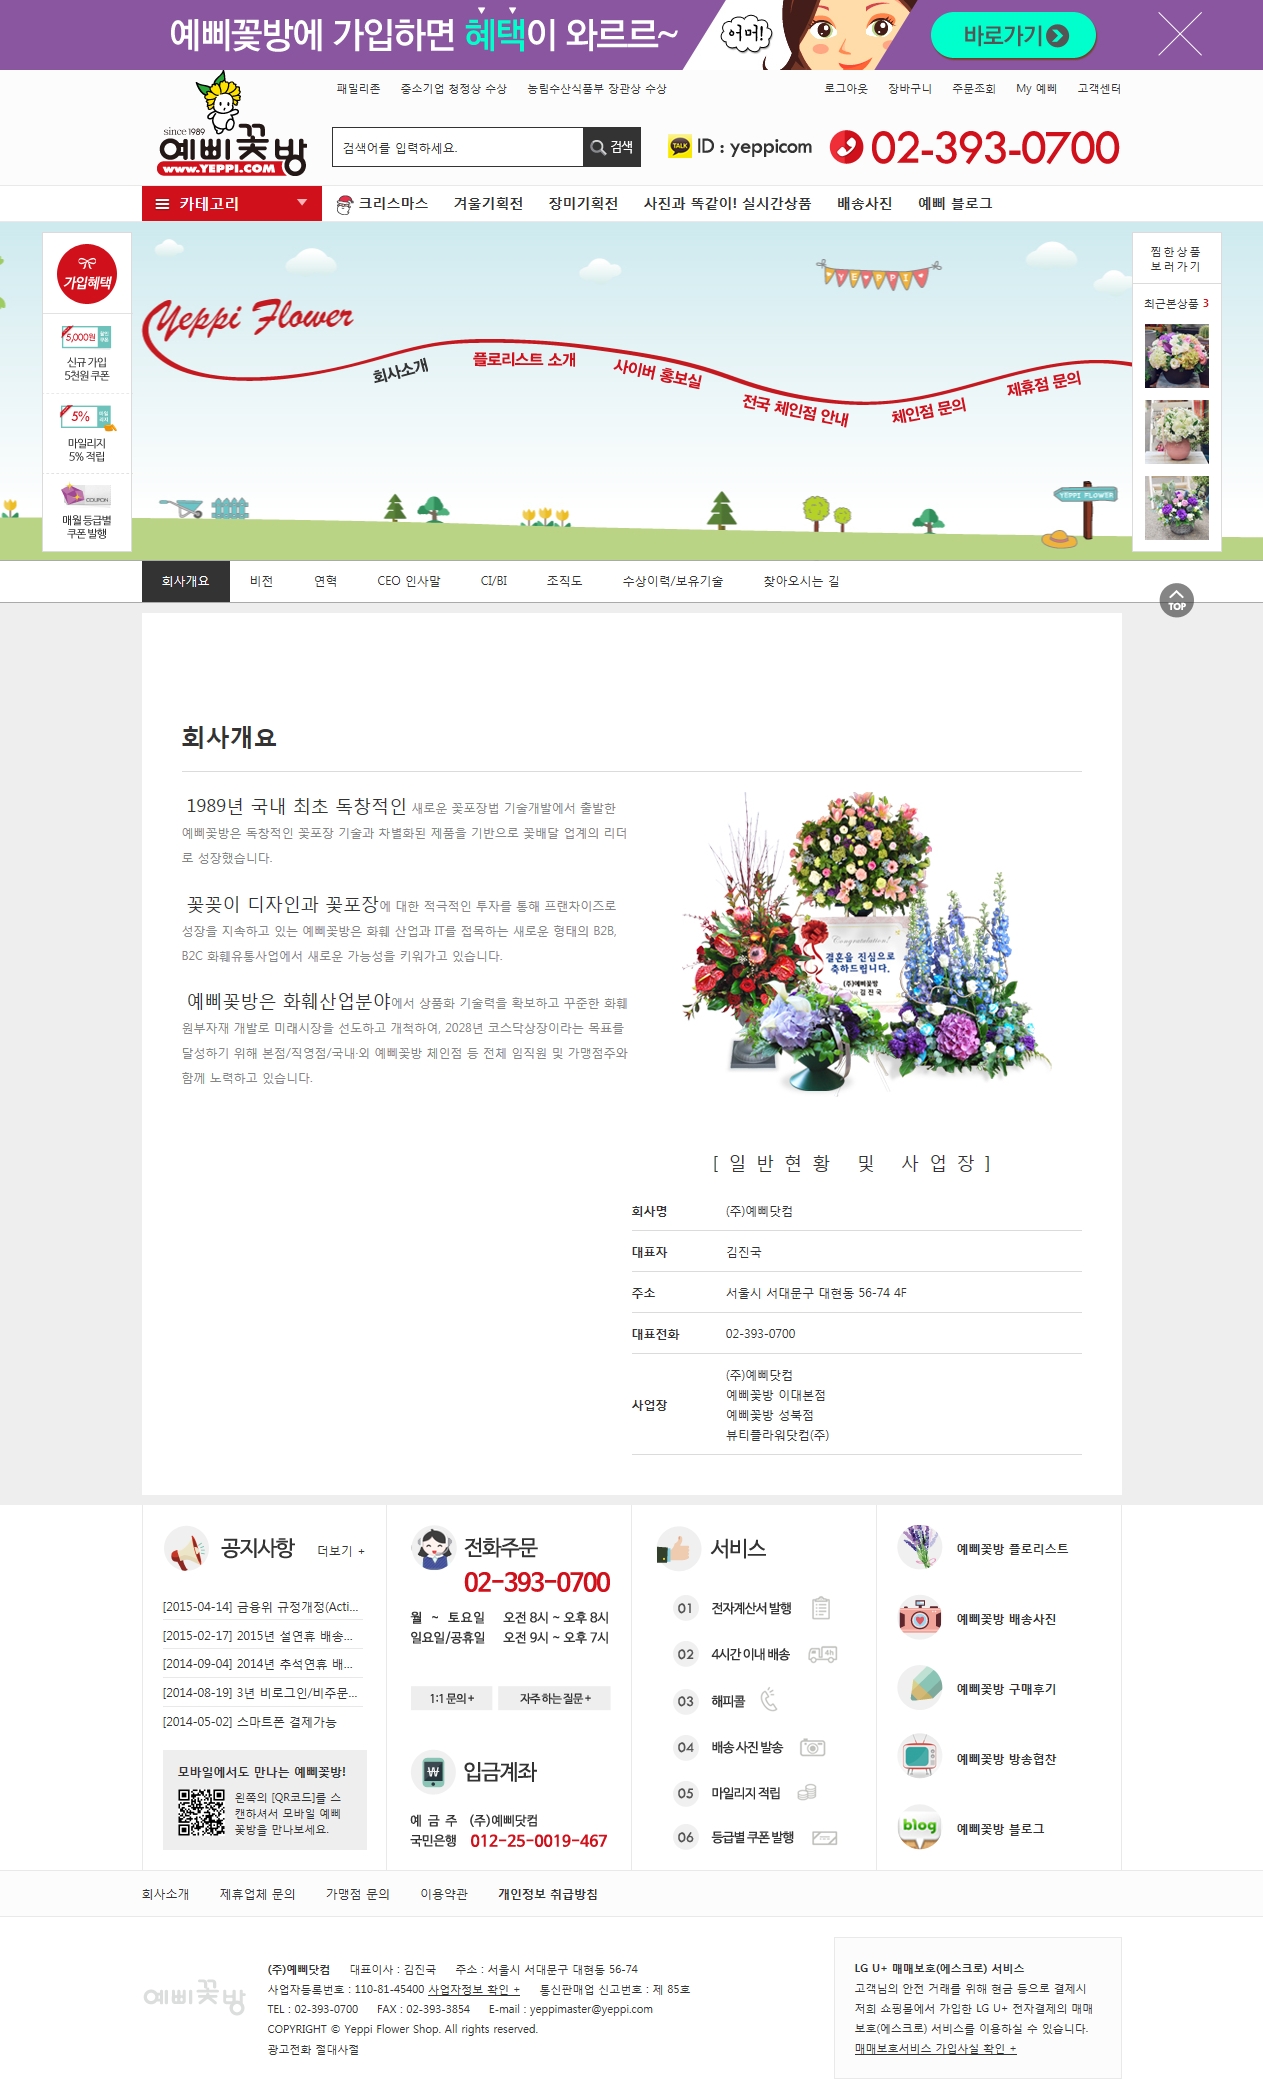 예삐꽃방에 가입하면 혜택이 와르르~
어머!
바로가기
패밀리존 중소기업 청정상 수상 농림수산식품부 장관상 수상
로그아웃 장바구니 주문조회 My 예삐 고객센터
since 1989
예삐꽃방
WWW.YEPPI.COM
검색어를 입력하세요.
검색
TALK
ID : yeppicom
02-393-0700
카테고리
크리스마스 겨울기획전 장미기획전 사진과 똑같이! 실시간상품 배송사진 예삐 블로그
가입혜택
5,000원
신규 가입
5천원 쿠폰
5%
마일리지
5% 적립
COUPON
매월 등급별
쿠폰 발행
YEPPI
Yeppi Flower
회사소개
플로리스트 소개
사이버 홍보실
전국 체인점 안내
체인점 문의
제휴점 문의
YEPPI FLOWER
찜한상품
보러가기
최근본상품 3
회사개요 비전 연혁 CEO 인사말 CI/BI 조직도 수상이력/보유기술 찾아오시는 길
TOP
회사개요
1989년 국내 최초 독창적인 새로운 꽃포장법 기술개발에서 출발한
예삐꽃방은 독창적인 꽃포장 기술과 차별화된 제품을 기반으로 꽃배달 업계의 리더
로 성장했습니다.
꽃꽂이 디자인과 꽃포장에 대한 적극적인 투자를 통해 프랜차이즈로
성장을 지속하고 있는 예삐꽃방은 화훼 산업과 IT를 접목하는 새로운 형태의 B2B,
B2C 화훼유통사업에서 새로운 가능성을 키워가고 있습니다.
예삐꽃방은 화훼산업분야에서 상품화 기술력을 확보하고 꾸준한 화훼
원부자재 개발로 미래시장을 선도하고 개척하여, 2028년 코스닥상장이라는 목표를
달성하기 위해 본점/직영점/국내·외 예삐꽃방 체인점 등 전체 임직원 및 가맹점주와
함께 노력하고 있습니다.
Congratulation!
결혼을 진심으로
축하드립니다.
(주)예삐꽃방
김진국
[일반현황 및 사업장]
회사명 (주)예삐닷컴
대표자 김진국
주소 서울시 서대문구 대현동 56-74 4F
대표전화 02-393-0700
사업장
(주)예삐닷컴
예삐꽃방 이대본점
예삐꽃방 성북점
뷰티플라워닷컴(주)
공지사항 더보기 +
[2015-04-14] 금융위 규정개정(Acti...
[2015-02-17] 2015년 설연휴 배송...
[2014-09-04] 2014년 추석연휴 배...
[2014-08-19] 3년 비로그인/비주문...
[2014-05-02] 스마트폰 결제가능
모바일에서도 만나는 예삐꽃방!
왼쪽의 [QR코드]를 스
캔하셔서 모바일 예삐
꽃방을 만나보세요.
전화주문
02-393-0700
월 ~ 토요일 오전 8시 ~ 오후 8시
일요일/공휴일 오전 9시 ~ 오후 7시
1:1 문의 + 자주 하는 질문 +
입금계좌
예 금 주 (주)예삐닷컴
국민은행 012-25-0019-467
서비스
01 전자계산서 발행
02 4시간 이내 배송
4h
03 해피콜
04 배송 사진 발송
05 마일리지 적립
06 등급별 쿠폰 발행
예삐꽃방 플로리스트
예삐꽃방 배송사진
예삐꽃방 구매후기
예삐꽃방 방송협찬
blog
예삐꽃방 블로그
회사소개 제휴업체 문의 가맹점 문의 이용약관 개인정보 취급방침
예삐꽃방
(주)예삐닷컴 대표이사 : 김진국 주소 : 서울시 서대문구 대현동 56-74
사업자등록번호 : 110-81-45400 사업자정보 확인 + 통신판매업 신고번호 : 제 85호
TEL : 02-393-0700 FAX : 02-393-3854 E-mail : yeppimaster@yeppi.com
COPYRIGHT © Yeppi Flower Shop. All rights reserved.
광고전화 절대사절
LG U+ 매매보호(에스크로) 서비스
고객님의 안전 거래를 위해 현금 등으로 결제시
저희 쇼핑몰에서 가입한 LG U+ 전자결제의 매매
보호(에스크로) 서비스를 이용하실 수 있습니다.
매매보호서비스 가입사실 확인 +